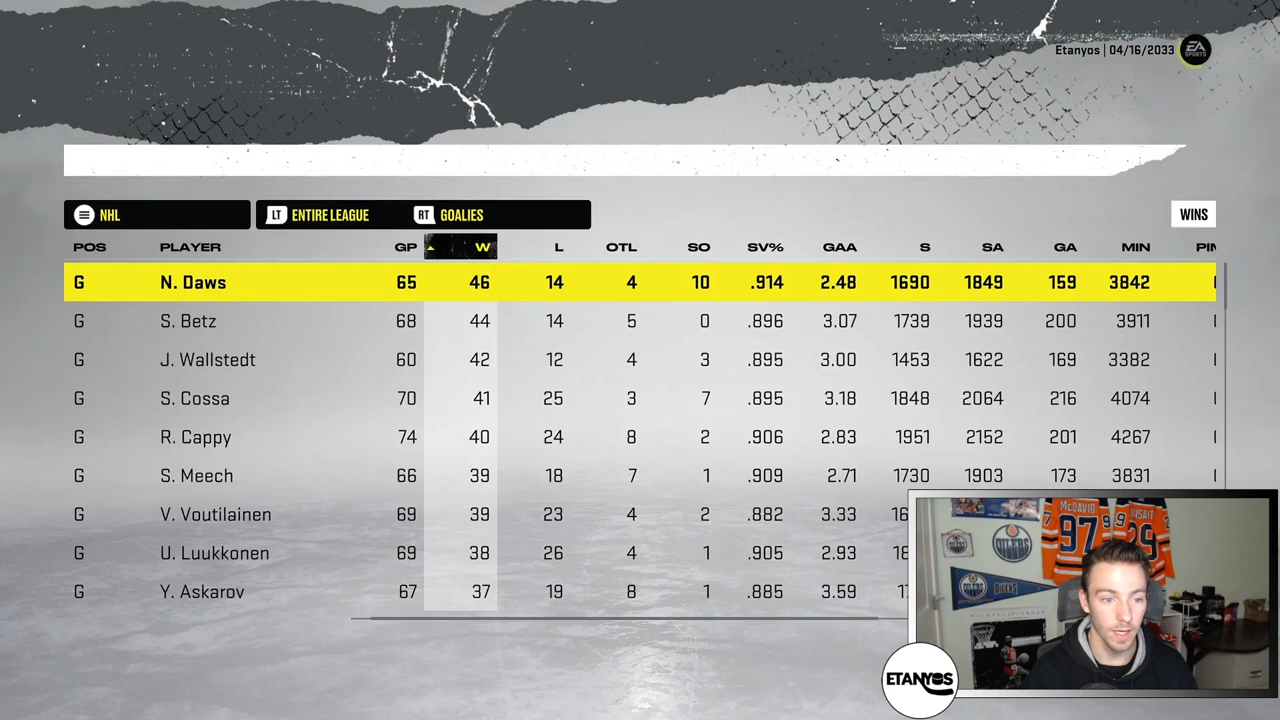 Etanyos | 04/16/2033 EA SPORTS
NHL LT ENTIRE LEAGUE RT GOALIES WINS
POS PLAYER GP W L OTL SO SV% GAA S SA GA MIN
G N. Daws 65 46 14 4 10 .914 2.48 1690 1849 159 3842
G S. Betz 68 44 14 5 0 .896 3.07 1739 1939 200 3911
G J. Wallstedt 60 42 12 4 3 .895 3.00 1453 1622 169 3382
G S. Cossa 70 41 25 3 7 .895 3.18 1848 2064 216 4074
G R. Cappy 74 40 24 8 2 .906 2.83 1951 2152 201 4267
G S. Meech 66 39 18 7 1 .909 2.71 1730 1903 173 3831
G V. Voutilainen 69 39 23 4 2 .882 3.33
G U. Luukkonen 69 38 26 4 1 .905 2.93
G Y. Askarov 67 37 19 8 1 .885 3.59
McDAVID
97 29
OILERS
OILERS
ETANYOS